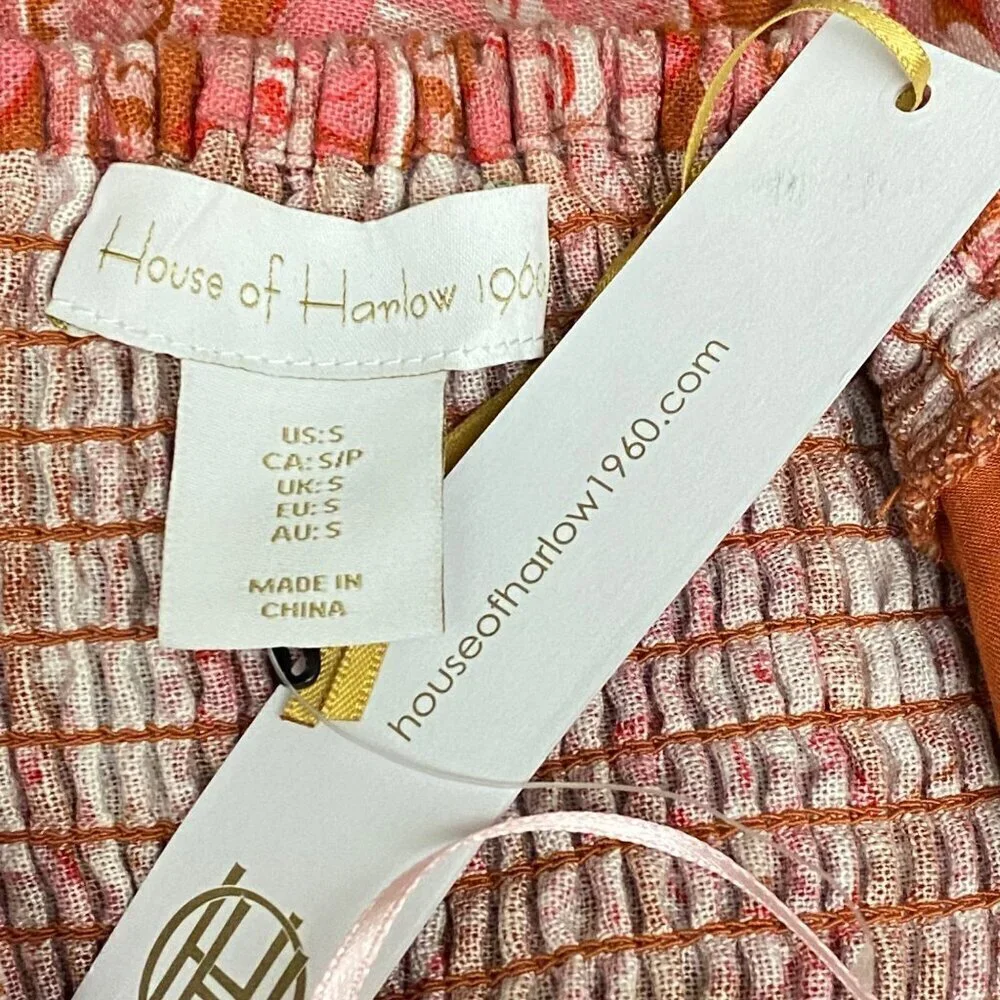 House of Harlow 1960
US: S
CA: S/P
UK: S
EU: S
AU: S
MADE IN
CHINA
houseofharlow1960.com